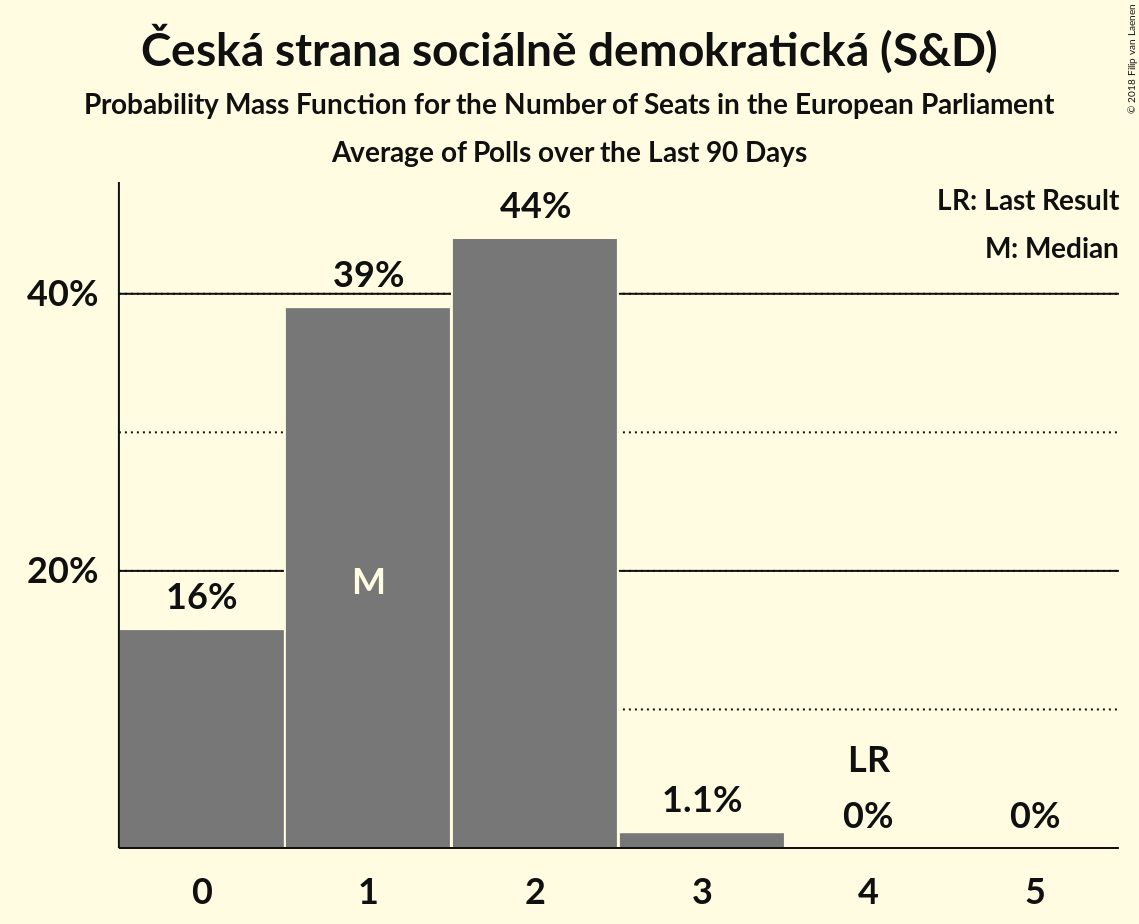 Česká strana sociálně demokratická (S&D)
Probability Mass Function for the Number of Seats in the European Parliament
Average of Polls over the Last 90 Days
© 2018 Filip van Laenen
LR: Last Result
M: Median
40%
20%
16%
39%
44%
1.1%
0%
0%
M
LR
0 1 2 3 4 5